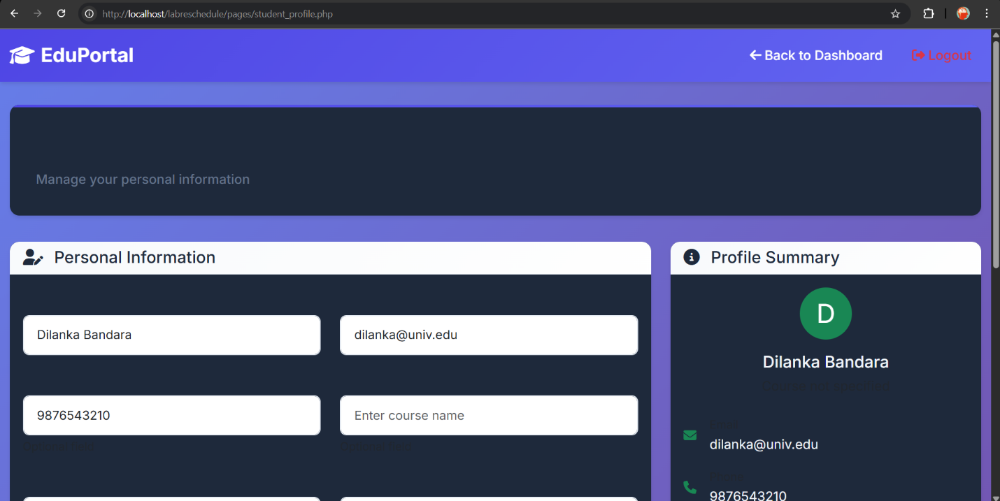 http://localhost/labreschedule/pages/student_profile.php
EduPortal
Back to Dashboard
Logout
Manage your personal information
Personal Information
Dilanka Bandara
dilanka@univ.edu
9876543210
Enter course name
Optional field
Optional field
Profile Summary
D
Dilanka Bandara
Course not specified
Email
dilanka@univ.edu
Phone
9876543210